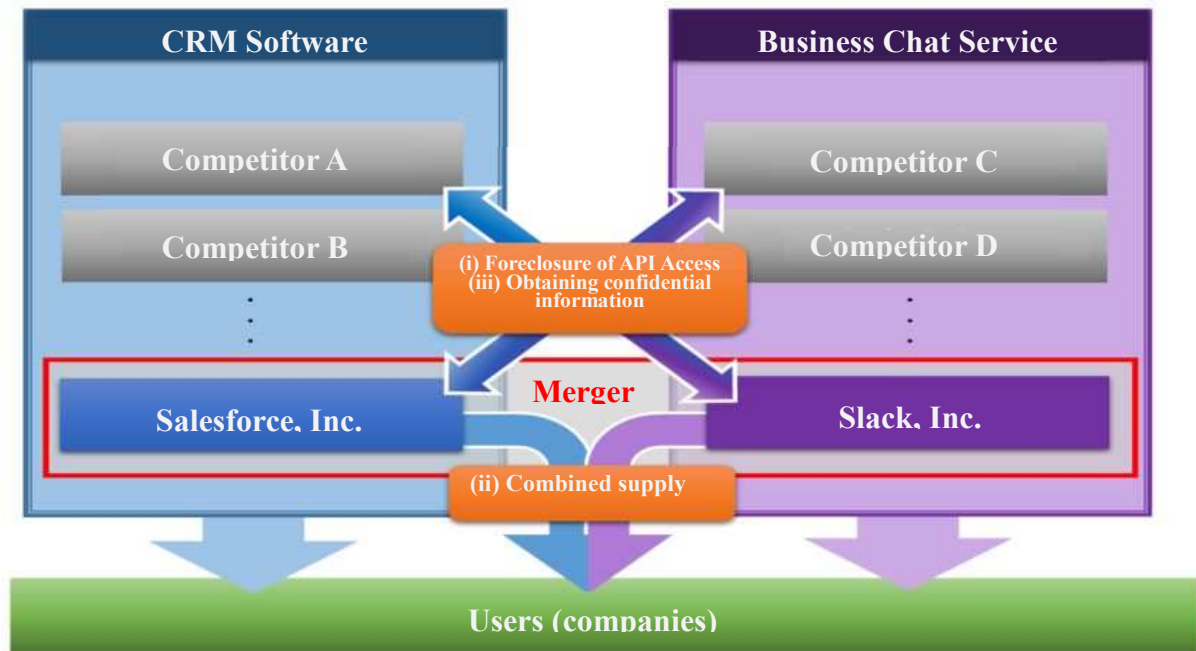 CRM Software
Business Chat Service
Competitor A
Competitor C
Competitor B
Competitor D
(i) Foreclosure of API Access
(iii) Obtaining confidential
information
Merger
Salesforce, Inc.
Slack, Inc.
(ii) Combined supply
Users (companies)